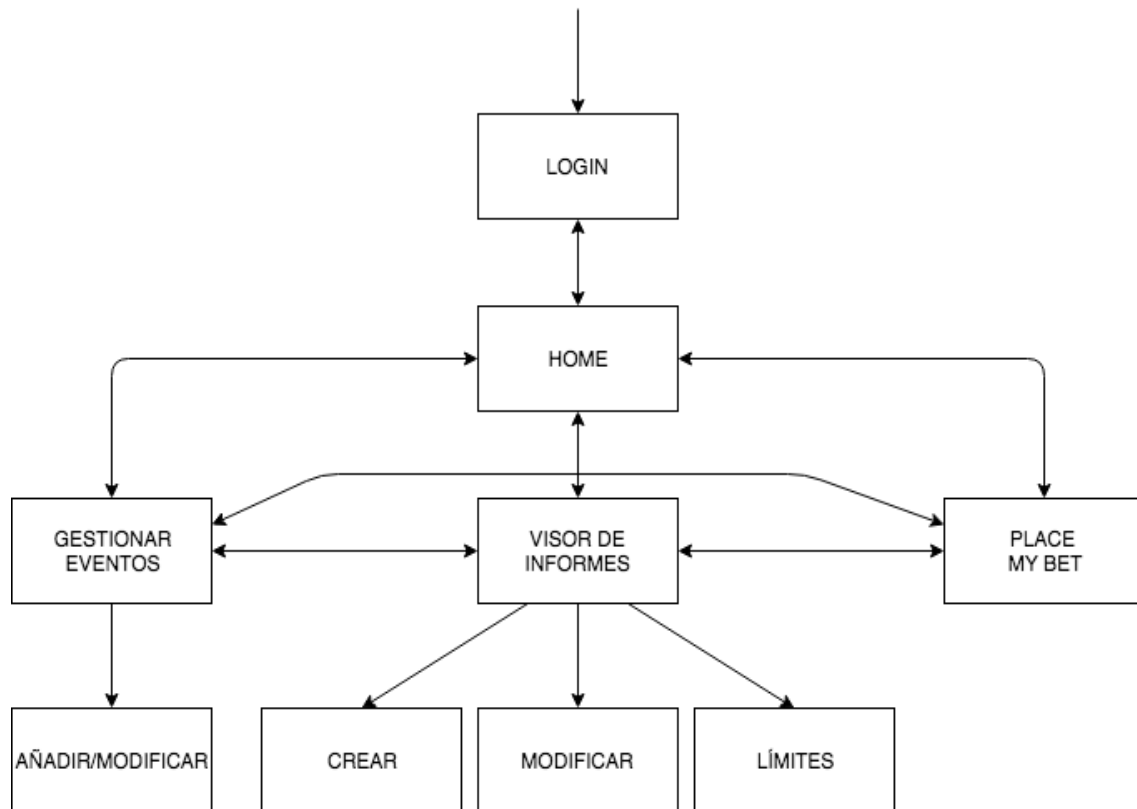 LOGIN
HOME
GESTIONAR
EVENTOS
VISOR DE
INFORMES
PLACE
MY BET
AÑADIR/MODIFICAR
CREAR
MODIFICAR
LÍMITES